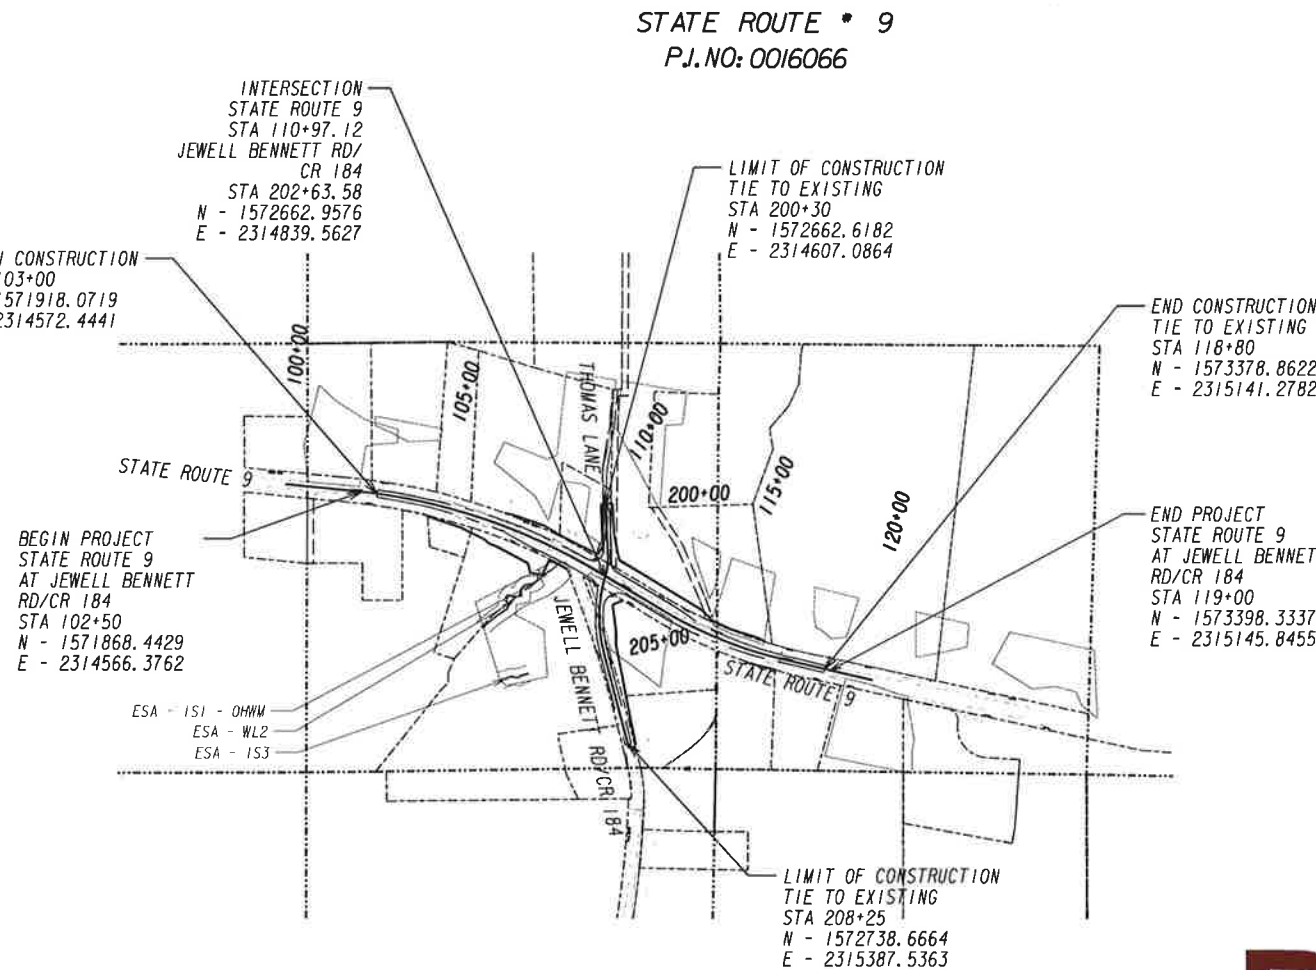 STATE ROUTE * 9
P.I. NO: 0016066
INTERSECTION
STATE ROUTE 9
STA 110+97.12
JEWELL BENNETT RD/
CR 184
STA 202+63.58
N - 1572662.9576
E - 2314839.5627
LIMIT OF CONSTRUCTION
TIE TO EXISTING
STA 200+30
N - 1572662.6182
E - 2314607.0864
CONSTRUCTION
03+00
571918.0719
2314572.4441
END CONSTRUCTION
TIE TO EXISTING
STA 118+80
N - 1573378.8622
E - 2315141.2782
100+00
105+00
THOMAS LANE
110+00
115+00
120+00
200+00
205+00
STATE ROUTE 9
BEGIN PROJECT
STATE ROUTE 9
AT JEWELL BENNETT
RD/CR 184
STA 102+50
N - 1571868.4429
E - 2314566.3762
END PROJECT
STATE ROUTE 9
AT JEWELL BENNET
RD/CR 184
STA 119+00
N - 1573398.3337
E - 2315145.8455
JEWELL BENNETT RD/CR 184
STATE ROUTE 9
ESA - IS1 - OHWM
ESA - WL2
ESA - IS3
LIMIT OF CONSTRUCTION
TIE TO EXISTING
STA 208+25
N - 1572738.6664
E - 2315387.5363